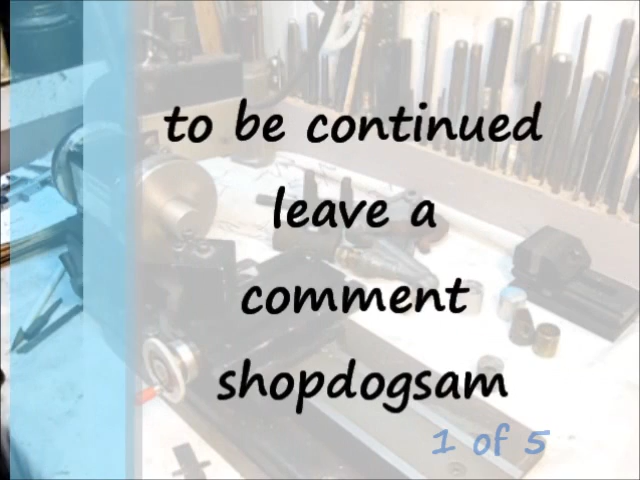 to be continued
leave a
comment
shopdogsam
1 of 5